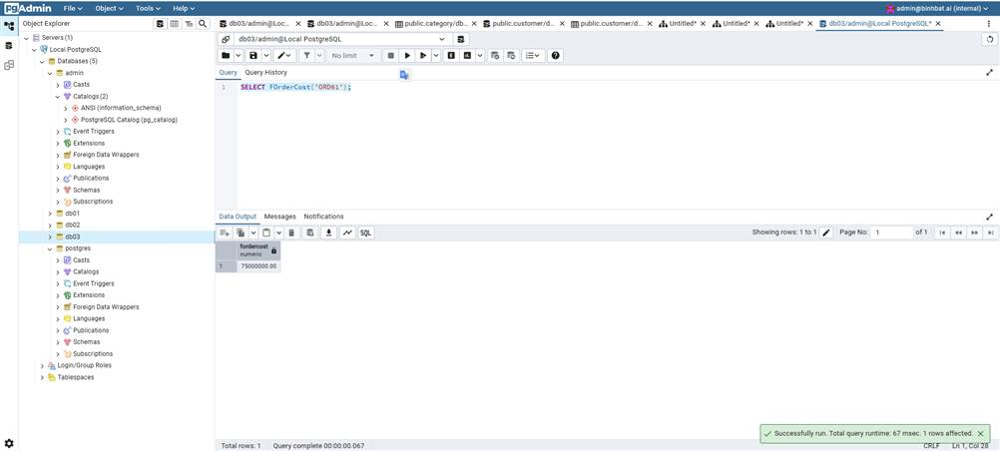 pgAdmin File Object Tools Help admin@binhbat.ai (internal)
Object Explorer
db03/admin@Loc... db03/admin@Loc... public.category/db... public.customer/d... public.customer/d... Untitled* Untitled* Untitled* db03/admin@Local PostgreSQL*
Servers (1)
Local PostgreSQL
Databases (5)
admin
Casts
Catalogs (2)
ANSI (information_schema)
PostgreSQL Catalog (pg_catalog)
Event Triggers
Extensions
Foreign Data Wrappers
Languages
Publications
Schemas
Subscriptions
db01
db02
db03
postgres
Casts
Catalogs
Event Triggers
Extensions
Foreign Data Wrappers
Languages
Publications
Schemas
Subscriptions
Login/Group Roles
Tablespaces
db03/admin@Local PostgreSQL
No limit
Query Query History
1 SELECT FOrderCost('ORD01');
Data Output Messages Notifications
SQL Showing rows: 1 to 1 Page No: 1 of 1
fordercost
numeric
1 75000000.00
Successfully run. Total query runtime: 67 msec. 1 rows affected.
Total rows: 1 Query complete 00:00:00.067 CRLF Ln 1, Col 28